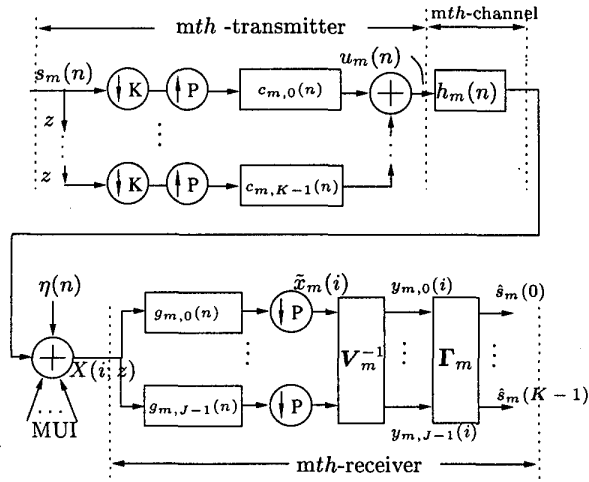 mth -transmitter
mth-channel
s_m(n)
u_m(n)
↓ K
↑ P
c_{m,0}(n)
+
h_m(n)
z
z
↓ K
↑ P
c_{m,K-1}(n)
η(n)
g_{m,0}(n)
↓ P
x̃_m(i)
y_{m,0}(i)
ŝ_m(0)
+
X(i; z)
V_m^{-1}
Γ_m
MUI
g_{m,J-1}(n)
↓ P
y_{m,J-1}(i)
ŝ_m(K-1)
mth-receiver